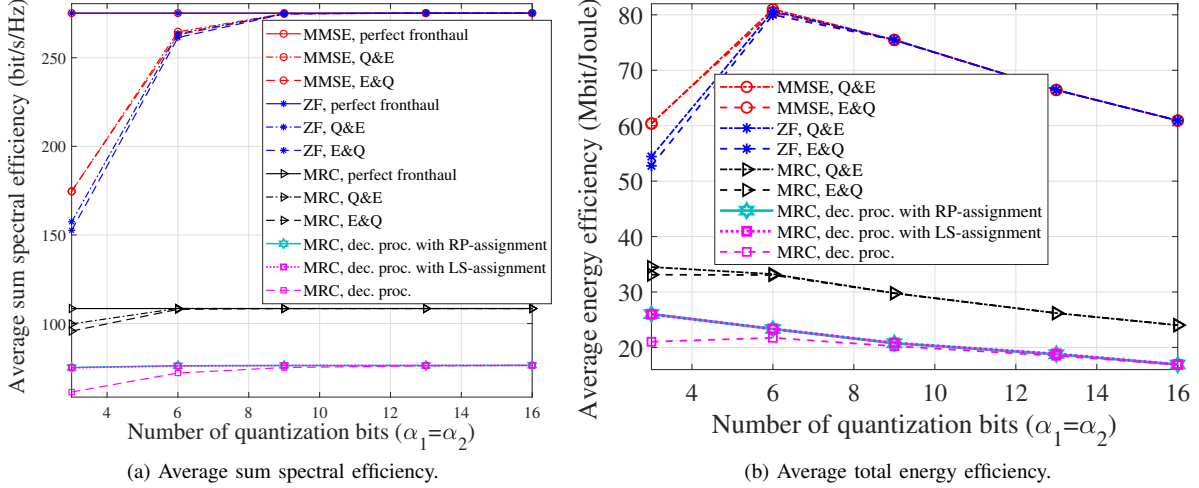 Average sum spectral efficiency (bit/s/Hz)
250
200
150
100
4
6
8
10
12
14
16
Number of quantization bits (α₁=α₂)
MMSE, perfect fronthaul
MMSE, Q&E
MMSE, E&Q
ZF, perfect fronthaul
ZF, Q&E
ZF, E&Q
MRC, perfect fronthaul
MRC, Q&E
MRC, E&Q
MRC, dec. proc. with RP-assignment
MRC, dec. proc. with LS-assignment
MRC, dec. proc.
(a) Average sum spectral efficiency.
Average energy efficiency (Mbit/Joule)
80
70
60
50
40
30
20
4
6
8
10
12
14
16
Number of quantization bits (α₁=α₂)
MMSE, Q&E
MMSE, E&Q
ZF, Q&E
ZF, E&Q
MRC, Q&E
MRC, E&Q
MRC, dec. proc. with RP-assignment
MRC, dec. proc. with LS-assignment
MRC, dec. proc.
(b) Average total energy efficiency.